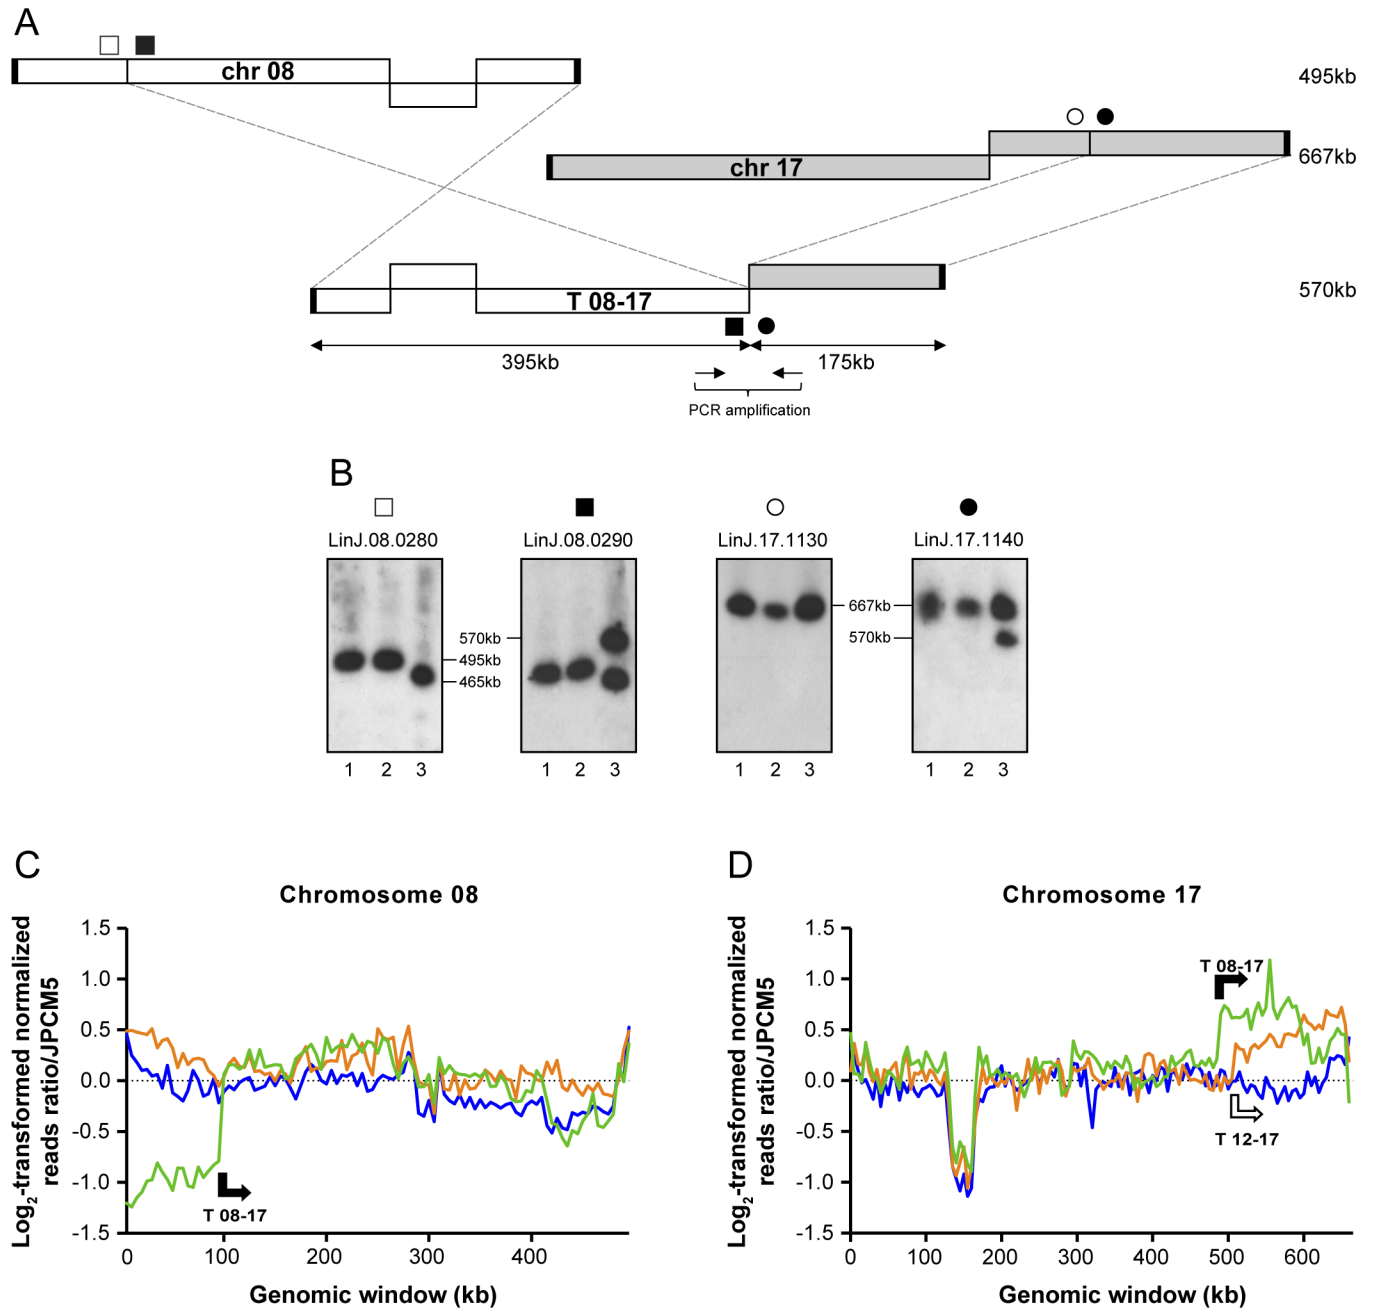 A
chr 08
495kb
chr 17
667kb
T 08-17
570kb
395kb
175kb
PCR amplification
B
LinJ.08.0280
LinJ.08.0290
LinJ.17.1130
LinJ.17.1140
570kb
495kb
465kb
667kb
570kb
1 2 3
1 2 3
1 2 3
1 2 3
C
Chromosome 08
Log2-transformed normalized
reads ratio/JPCM5
1.5
1.0
0.5
0.0
-0.5
-1.0
-1.5
T 08-17
0 100 200 300 400
Genomic window (kb)
D
Chromosome 17
Log2-transformed normalized
reads ratio/JPCM5
1.5
1.0
0.5
0.0
-0.5
-1.0
-1.5
T 08-17
T 12-17
0 100 200 300 400 500 600
Genomic window (kb)